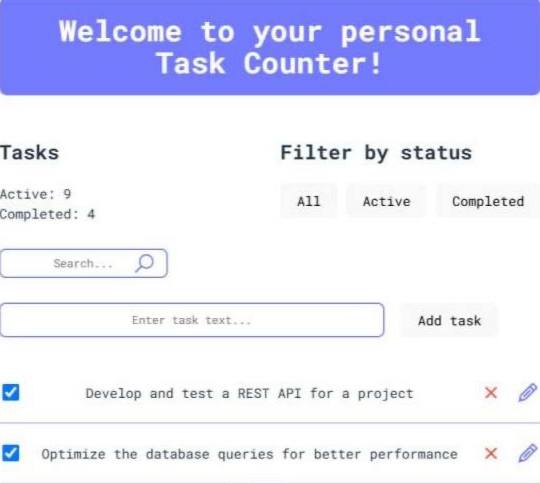 Welcome to your personal
Task Counter!
Tasks
Filter by status
Active: 9
Completed: 4
All
Active
Completed
Search...
Enter task text...
Add task
Develop and test a REST API for a project
Optimize the database queries for better performance